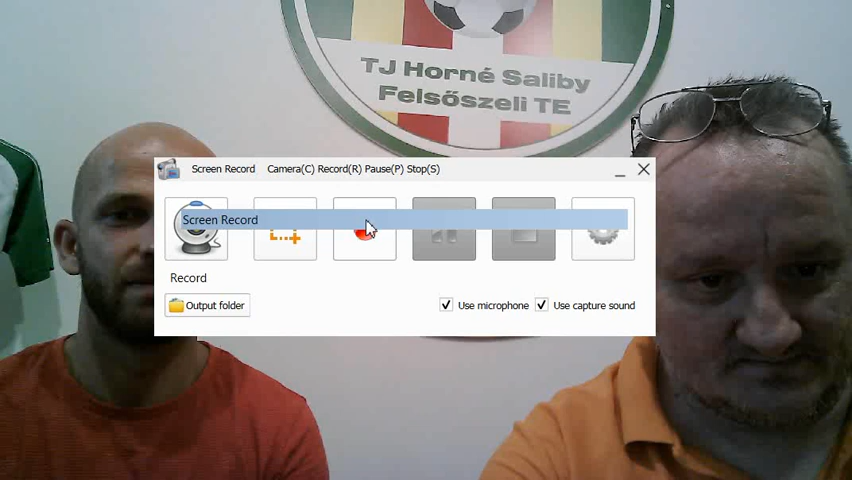 TJ Horné Saliby
Felsőszeli TE
Screen Record Camera(C) Record(R) Pause(P) Stop(S)
Screen Record
Record
Output folder
Use microphone
Use capture sound